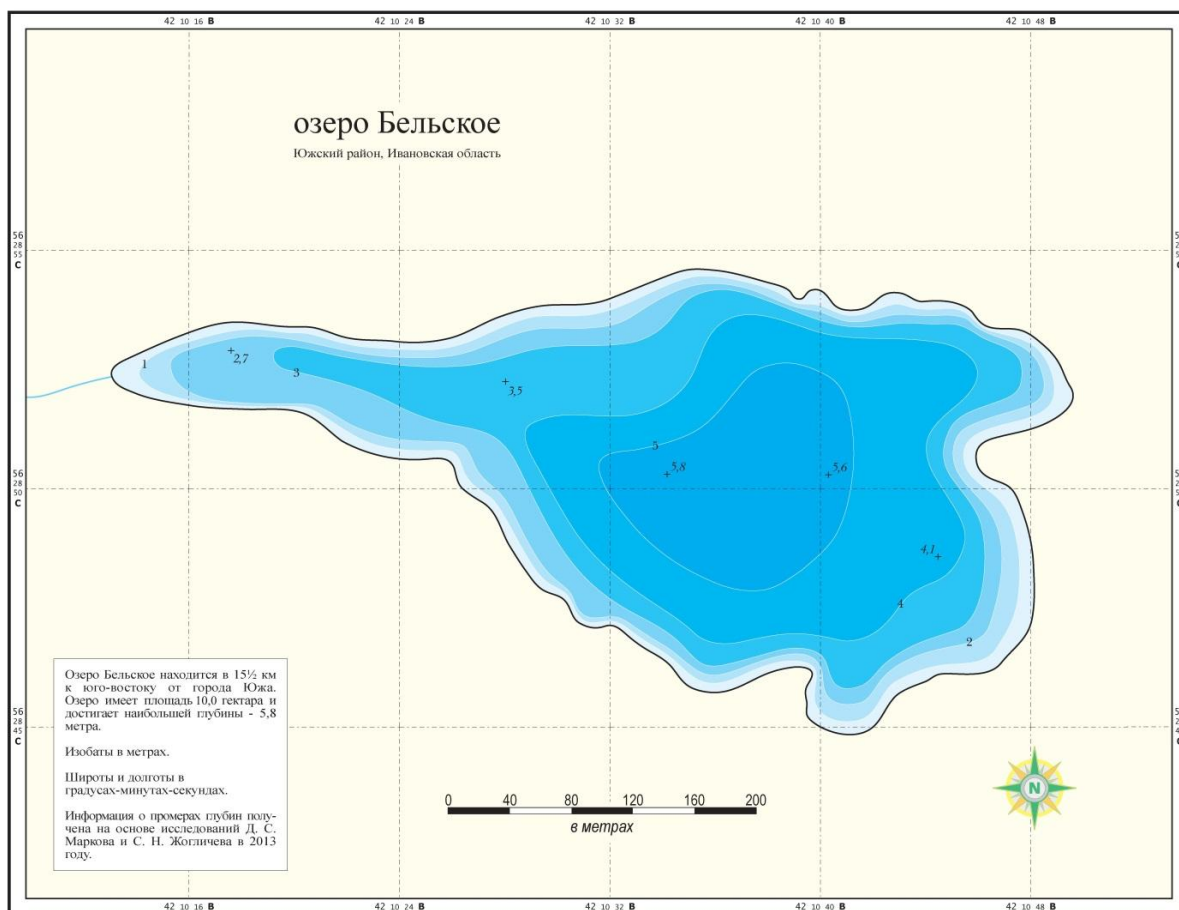 42 10 16 В
42 10 24 В
42 10 32 В
42 10 40 В
42 10 48 В
озеро Бельское
Южский район, Ивановская область
56
28
55
С
1
2,7
3
3,5
5
5,8
5,6
56
28
50
С
4,1
4
2
Озеро Бельское находится в 15½ км
к юго-востоку от города Южа.
Озеро имеет площадь 10,0 гектара и
достигает наибольшей глубины - 5,8
метра.
Изобаты в метрах.
Широты и долготы в
градусах-минутах-секундах.
Информация о промерах глубин полу-
чена на основе исследований Д. С.
Маркова и С. Н. Жогличева в 2013
году.
56
28
45
С
0 40 80 120 160 200
в метрах
N
42 10 16 В
42 10 24 В
42 10 32 В
42 10 40 В
42 10 48 В